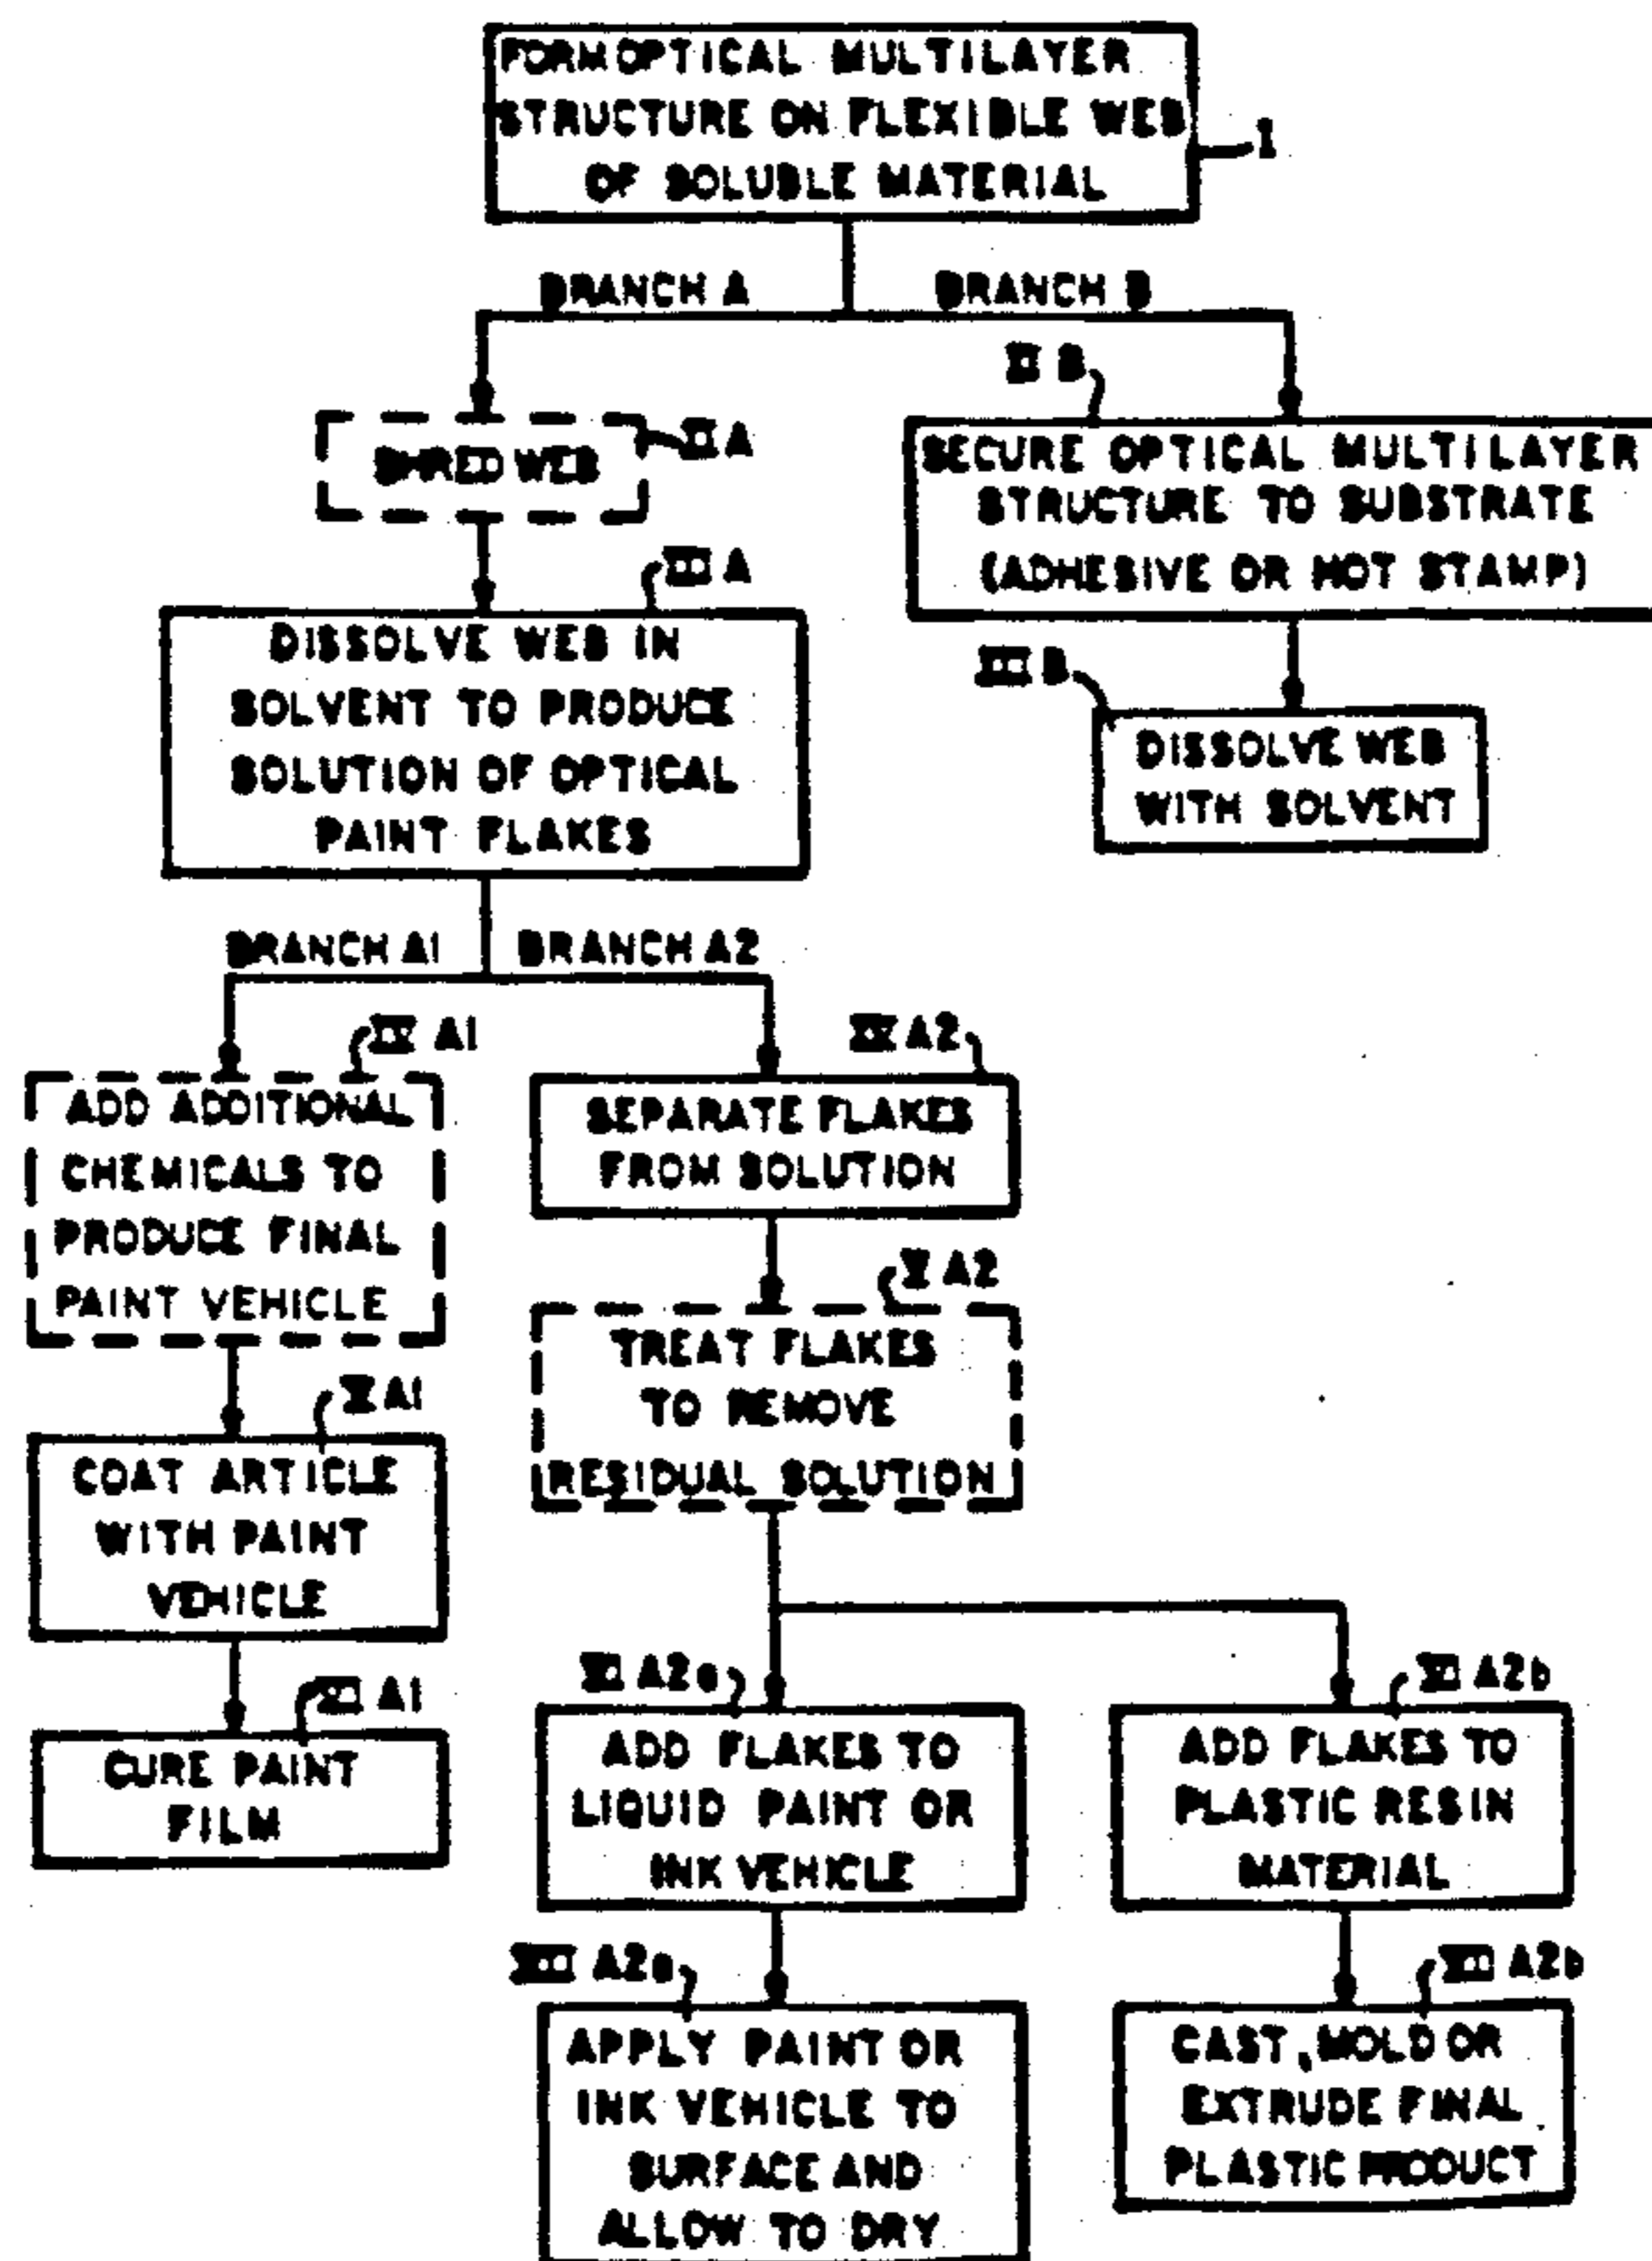 FORM OPTICAL MULTILAYER
STRUCTURE ON FLEXIBLE WEB
OF SOLUBLE MATERIAL
I
BRANCH A
BRANCH B
II B
SHRED WEB
II A
SECURE OPTICAL MULTILAYER
STRUCTURE TO SUBSTRATE
(ADHESIVE OR HOT STAMP)
III A
DISSOLVE WEB IN
SOLVENT TO PRODUCE
SOLUTION OF OPTICAL
PAINT FLAKES
III B
DISSOLVE WEB
WITH SOLVENT
BRANCH A1
BRANCH A2
IV A1
ADD ADDITIONAL
CHEMICALS TO
PRODUCE FINAL
PAINT VEHICLE
IV A2
SEPARATE FLAKES
FROM SOLUTION
V A2
TREAT FLAKES
TO REMOVE
RESIDUAL SOLUTION
V A1
COAT ARTICLE
WITH PAINT
VEHICLE
VI A1
CURE PAINT
FILM
VI A2a
ADD FLAKES TO
LIQUID PAINT OR
INK VEHICLE
VI A2b
ADD FLAKES TO
PLASTIC RESIN
MATERIAL
VII A2a
APPLY PAINT OR
INK VEHICLE TO
SURFACE AND
ALLOW TO DRY
VII A2b
CAST, MOLD OR
EXTRUDE FINAL
PLASTIC PRODUCT